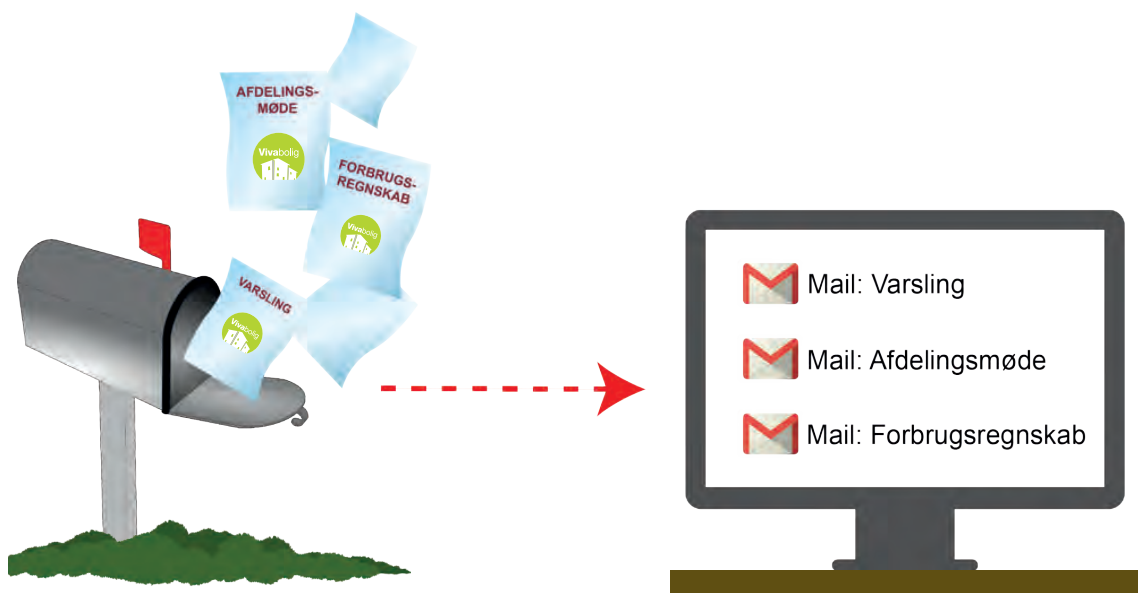 AFDELINGS-
MØDE
Vivabolig
FORBRUGS-
REGNSKAB
Vivabolig
VARSLING
Vivabolig
Mail: Varsling
Mail: Afdelingsmøde
Mail: Forbrugsregnskab